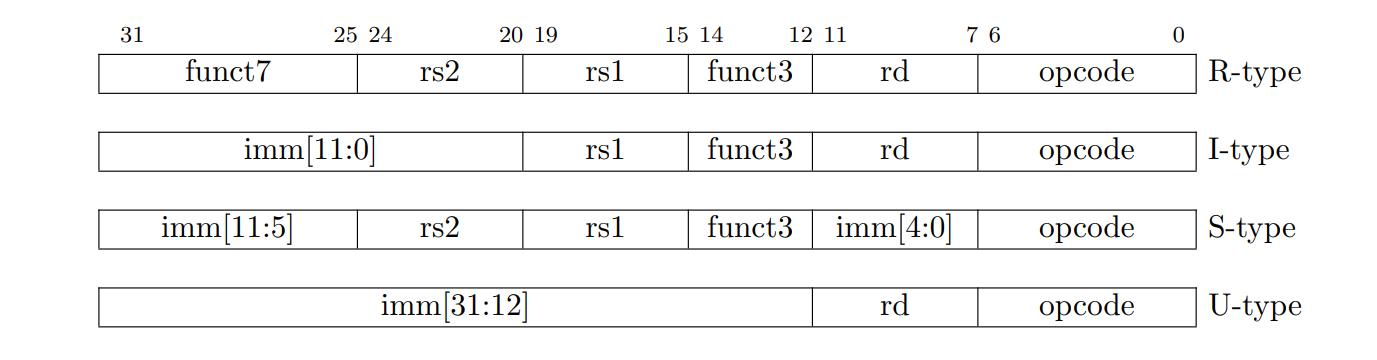 31 25 24 20 19 15 14 12 11 7 6 0
funct7 rs2 rs1 funct3 rd opcode R-type
imm[11:0] rs1 funct3 rd opcode I-type
imm[11:5] rs2 rs1 funct3 imm[4:0] opcode S-type
imm[31:12] rd opcode U-type